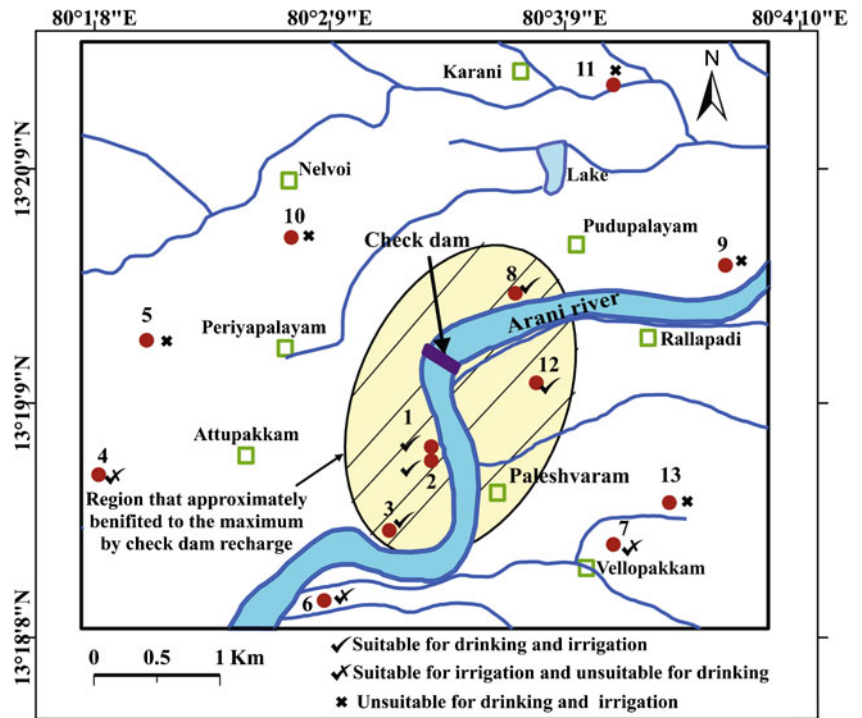 80°1'8"E
80°2'9"E
80°3'9"E
80°4'10"E
13°20'9"N
13°19'9"N
13°18'8"N
N
Karani
11
Nelvoi
Lake
10
Check dam
Pudupalayam
9
8
5
Arani river
Periyapalayam
Rallapadi
12
1
Attupakkam
2
4
Paleshvaram
13
Region that approximately
benifited to the maximum
by check dam recharge
3
7
Vellopakkam
6
0 0.5 1 Km
Suitable for drinking and irrigation
Suitable for irrigation and unsuitable for drinking
Unsuitable for drinking and irrigation